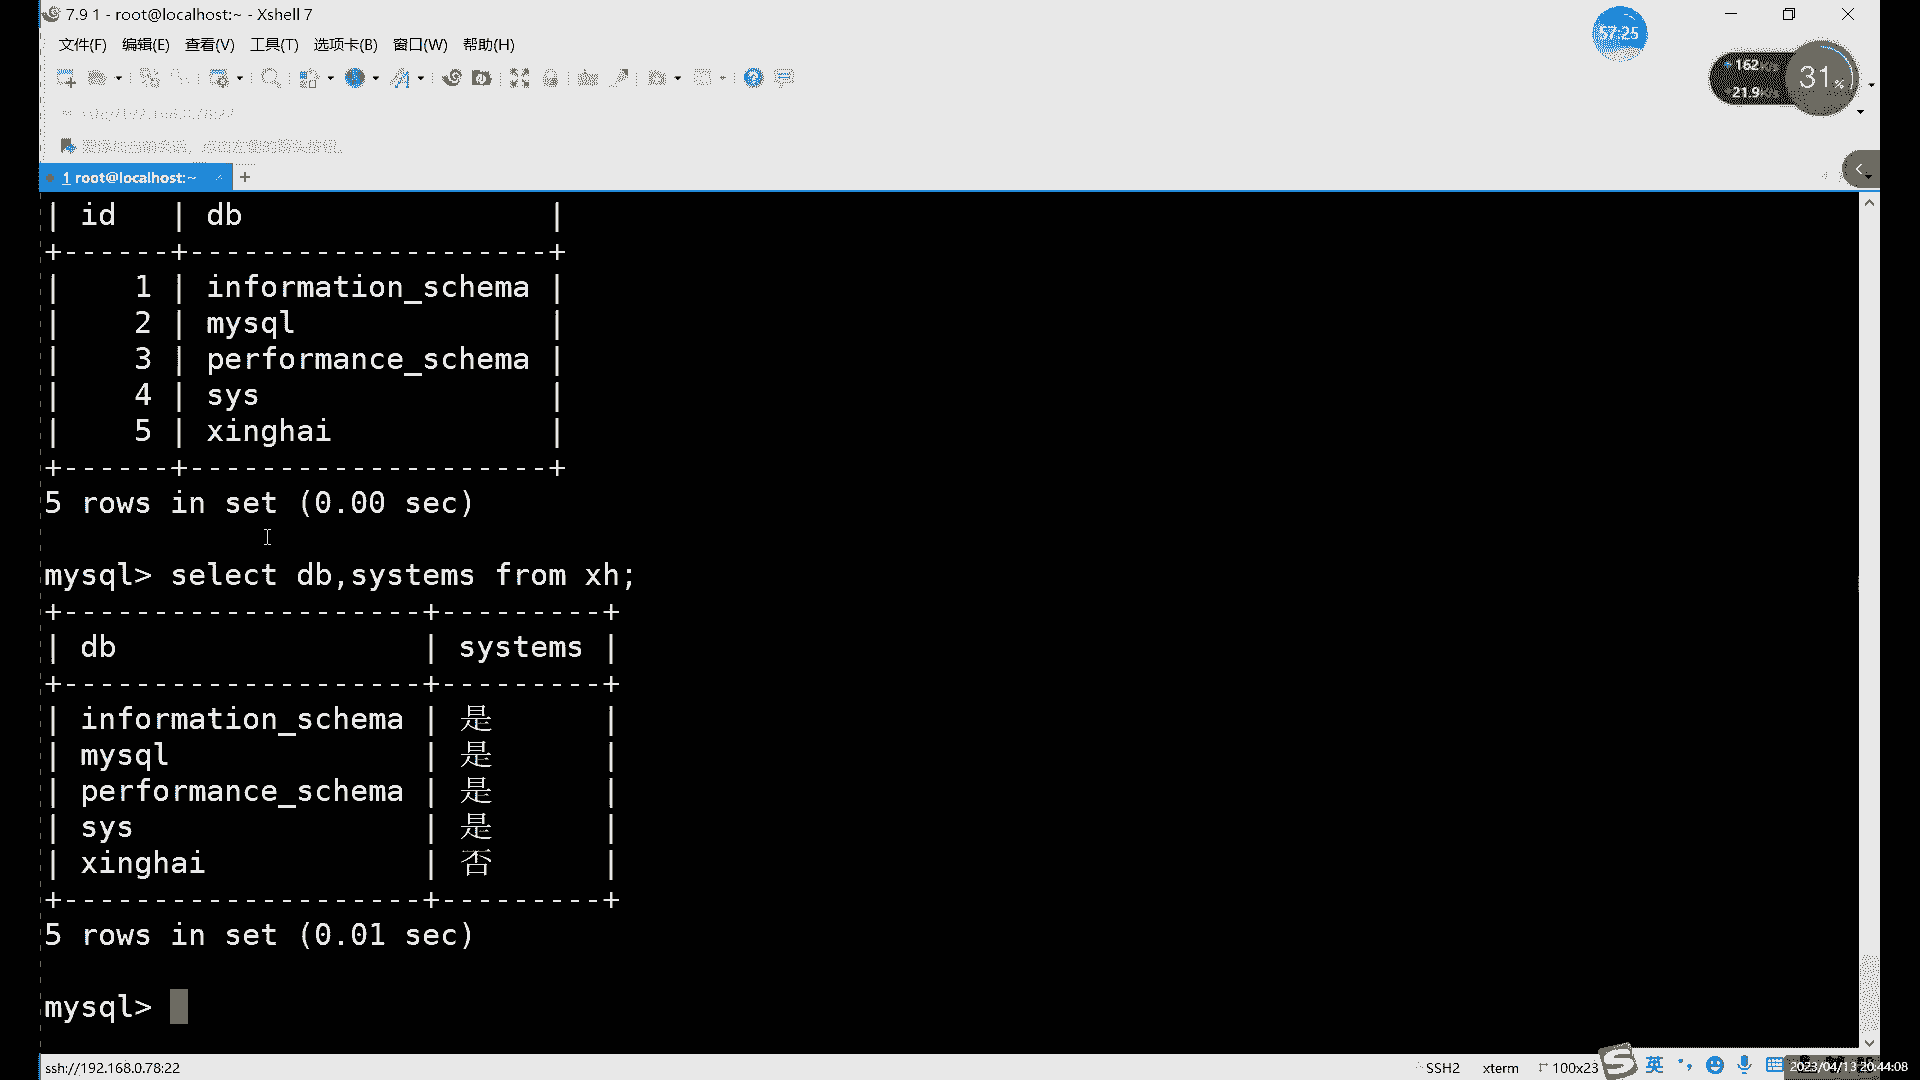 7.9 1 - root@localhost:~ - Xshell 7
57:25
文件(F) 编辑(E) 查看(V) 工具(T) 选项卡(B) 窗口(W) 帮助(H)
162
31%
21.9
1 root@localhost:~ +
| id   | db                 |
+------+--------------------+
|    1 | information_schema |
|    2 | mysql              |
|    3 | performance_schema |
|    4 | sys                |
|    5 | xinghai            |
+------+--------------------+
5 rows in set (0.00 sec)
mysql> select db,systems from xh;
+--------------------+---------+
| db                 | systems |
+--------------------+---------+
| information_schema | 是      |
| mysql              | 是      |
| performance_schema | 是      |
| sys                | 是      |
| xinghai            | 否      |
+--------------------+---------+
5 rows in set (0.01 sec)
mysql>
ssh://192.168.0.78:22 SSH2 xterm 100x23 英 2023/04/13 20:44:08